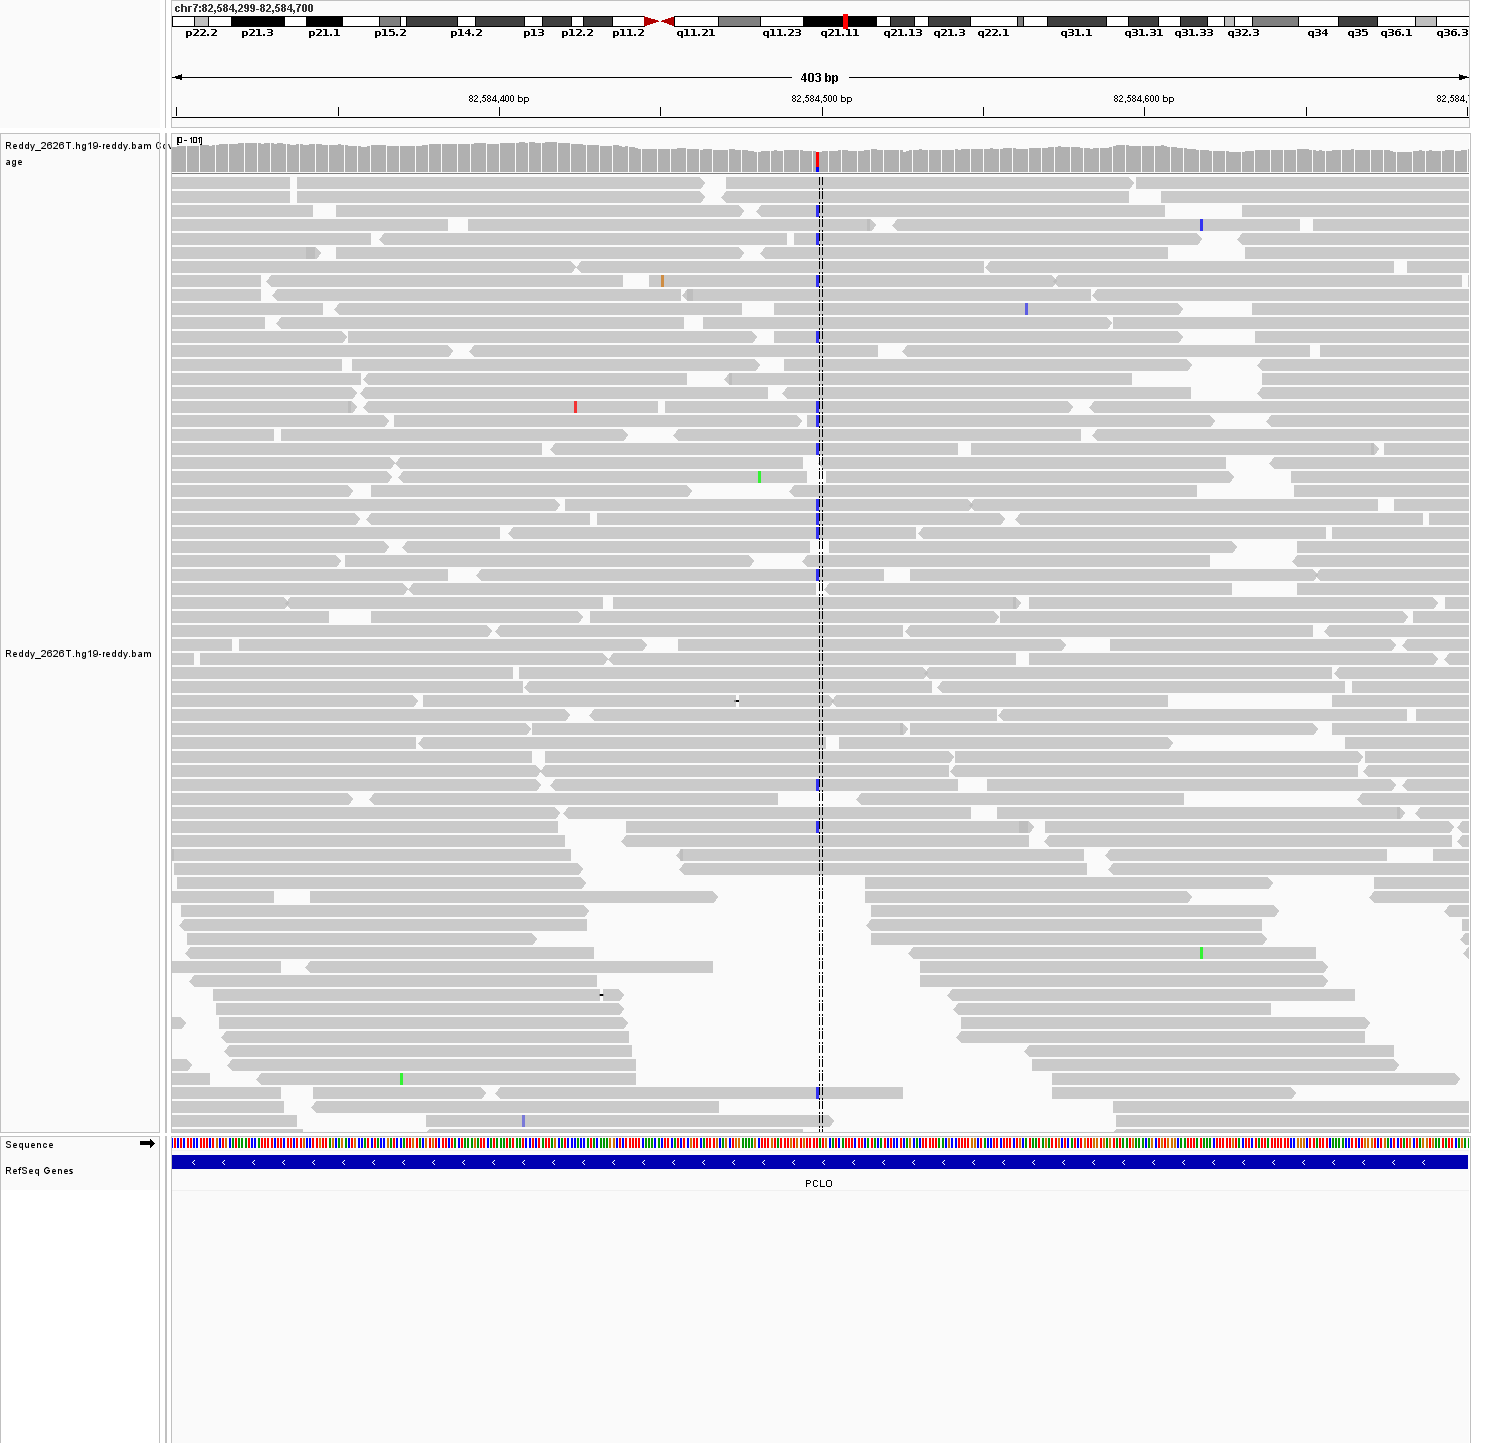 chr7:82,584,299-82,584,700
p22.2 p21.3 p21.1 p15.2 p14.2 p13 p12.2 p11.2 q11.21 q11.23 q21.11 q21.13 q21.3 q22.1 q31.1 q31.31 q31.33 q32.3 q34 q35 q36.1 q36.3
403 bp
82,584,400 bp 82,584,500 bp 82,584,600 bp 82,584,
Reddy_2626T.hg19-reddy.bam Cov [0 - 101]
age
Reddy_2626T.hg19-reddy.bam
Sequence
RefSeq Genes
PCLO